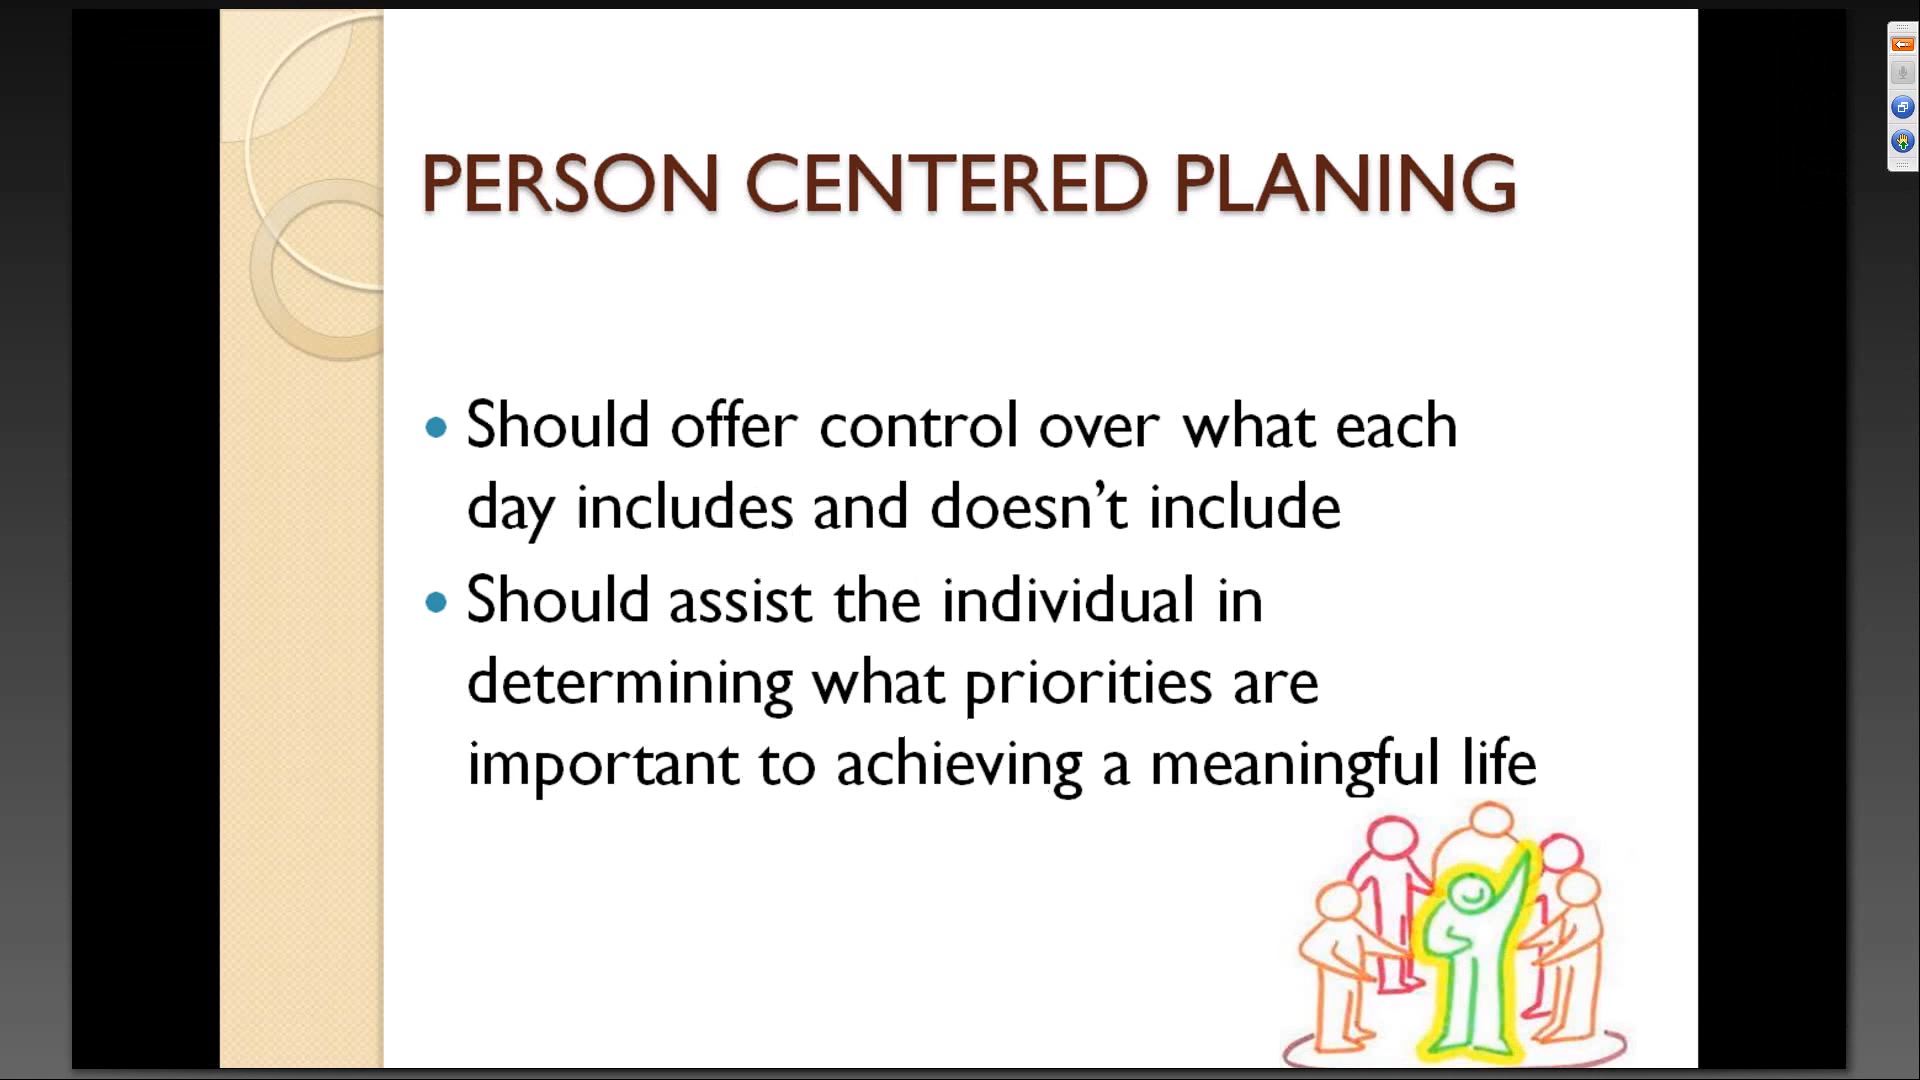 PERSON CENTERED PLANING
• Should offer control over what each
day includes and doesn’t include
• Should assist the individual in
determining what priorities are
important to achieving a meaningful life